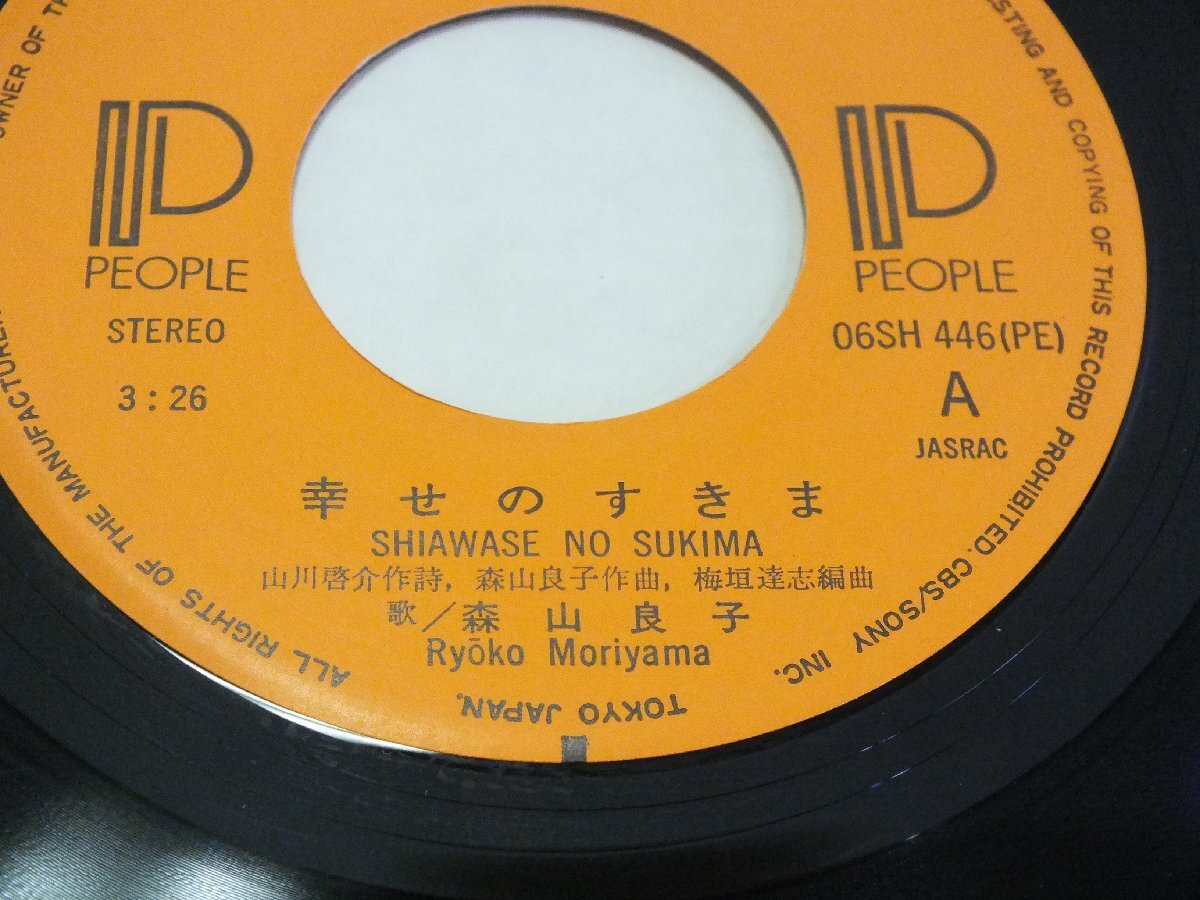 PEOPLE
STEREO
3:26
PEOPLE
06SH 446(PE)
A
JASRAC
幸せのすきま
SHIAWASE NO SUKIMA
山川啓介作詩, 森山良子作曲, 梅垣達志編曲
歌/森山良子
Ryōko Moriyama
ALL RIGHTS OF THE MANUFACTURER
OWNER OF
AND COPYING OF THIS RECORD PROHIBITED. CBS/SONY INC.
TOKYO JAPAN.